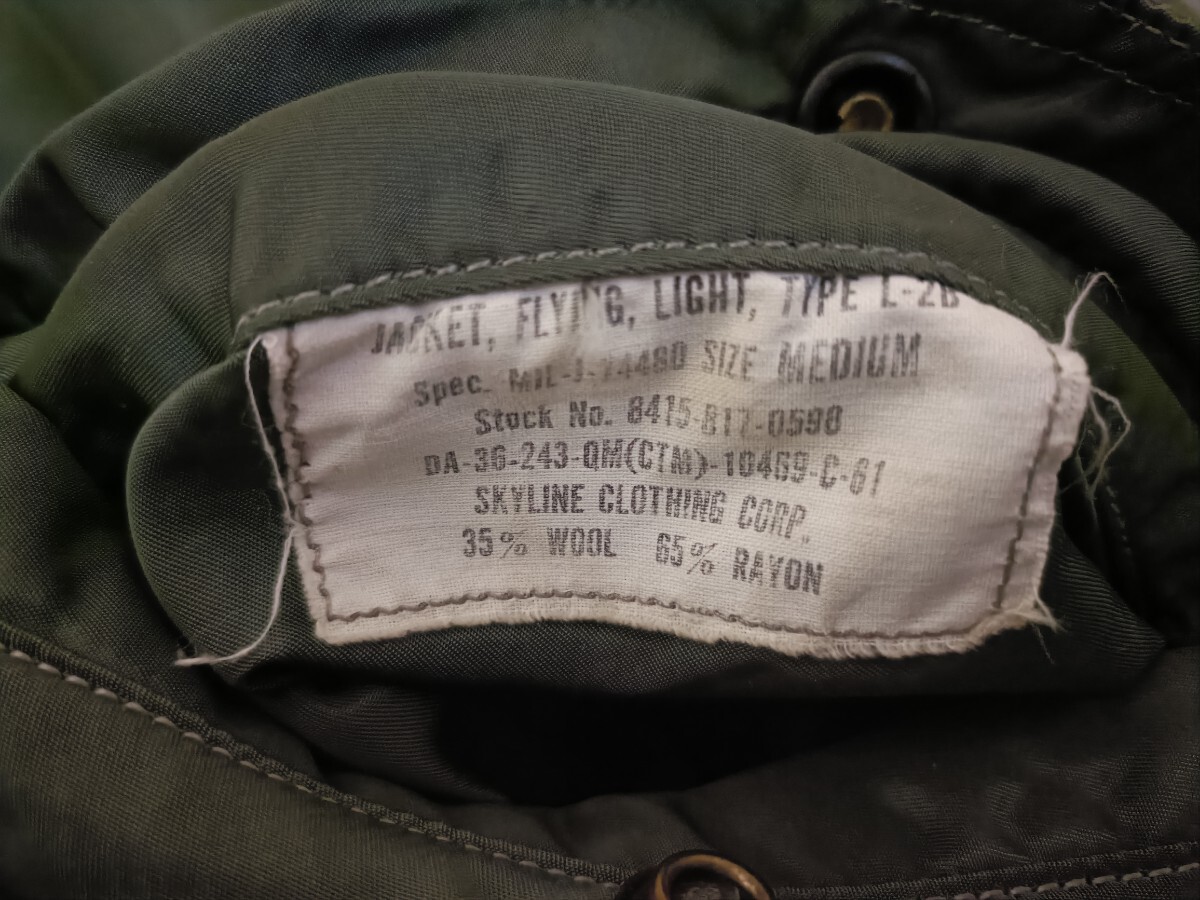 JACKET, FLYING, LIGHT, TYPE L-2B
Spec. MIL-J-7448D SIZE MEDIUM
Stock No. 8415-817-0598
DA-36-243-QM(CTM)-10469-C-61
SKYLINE CLOTHING CORP.
35% WOOL 65% RAYON